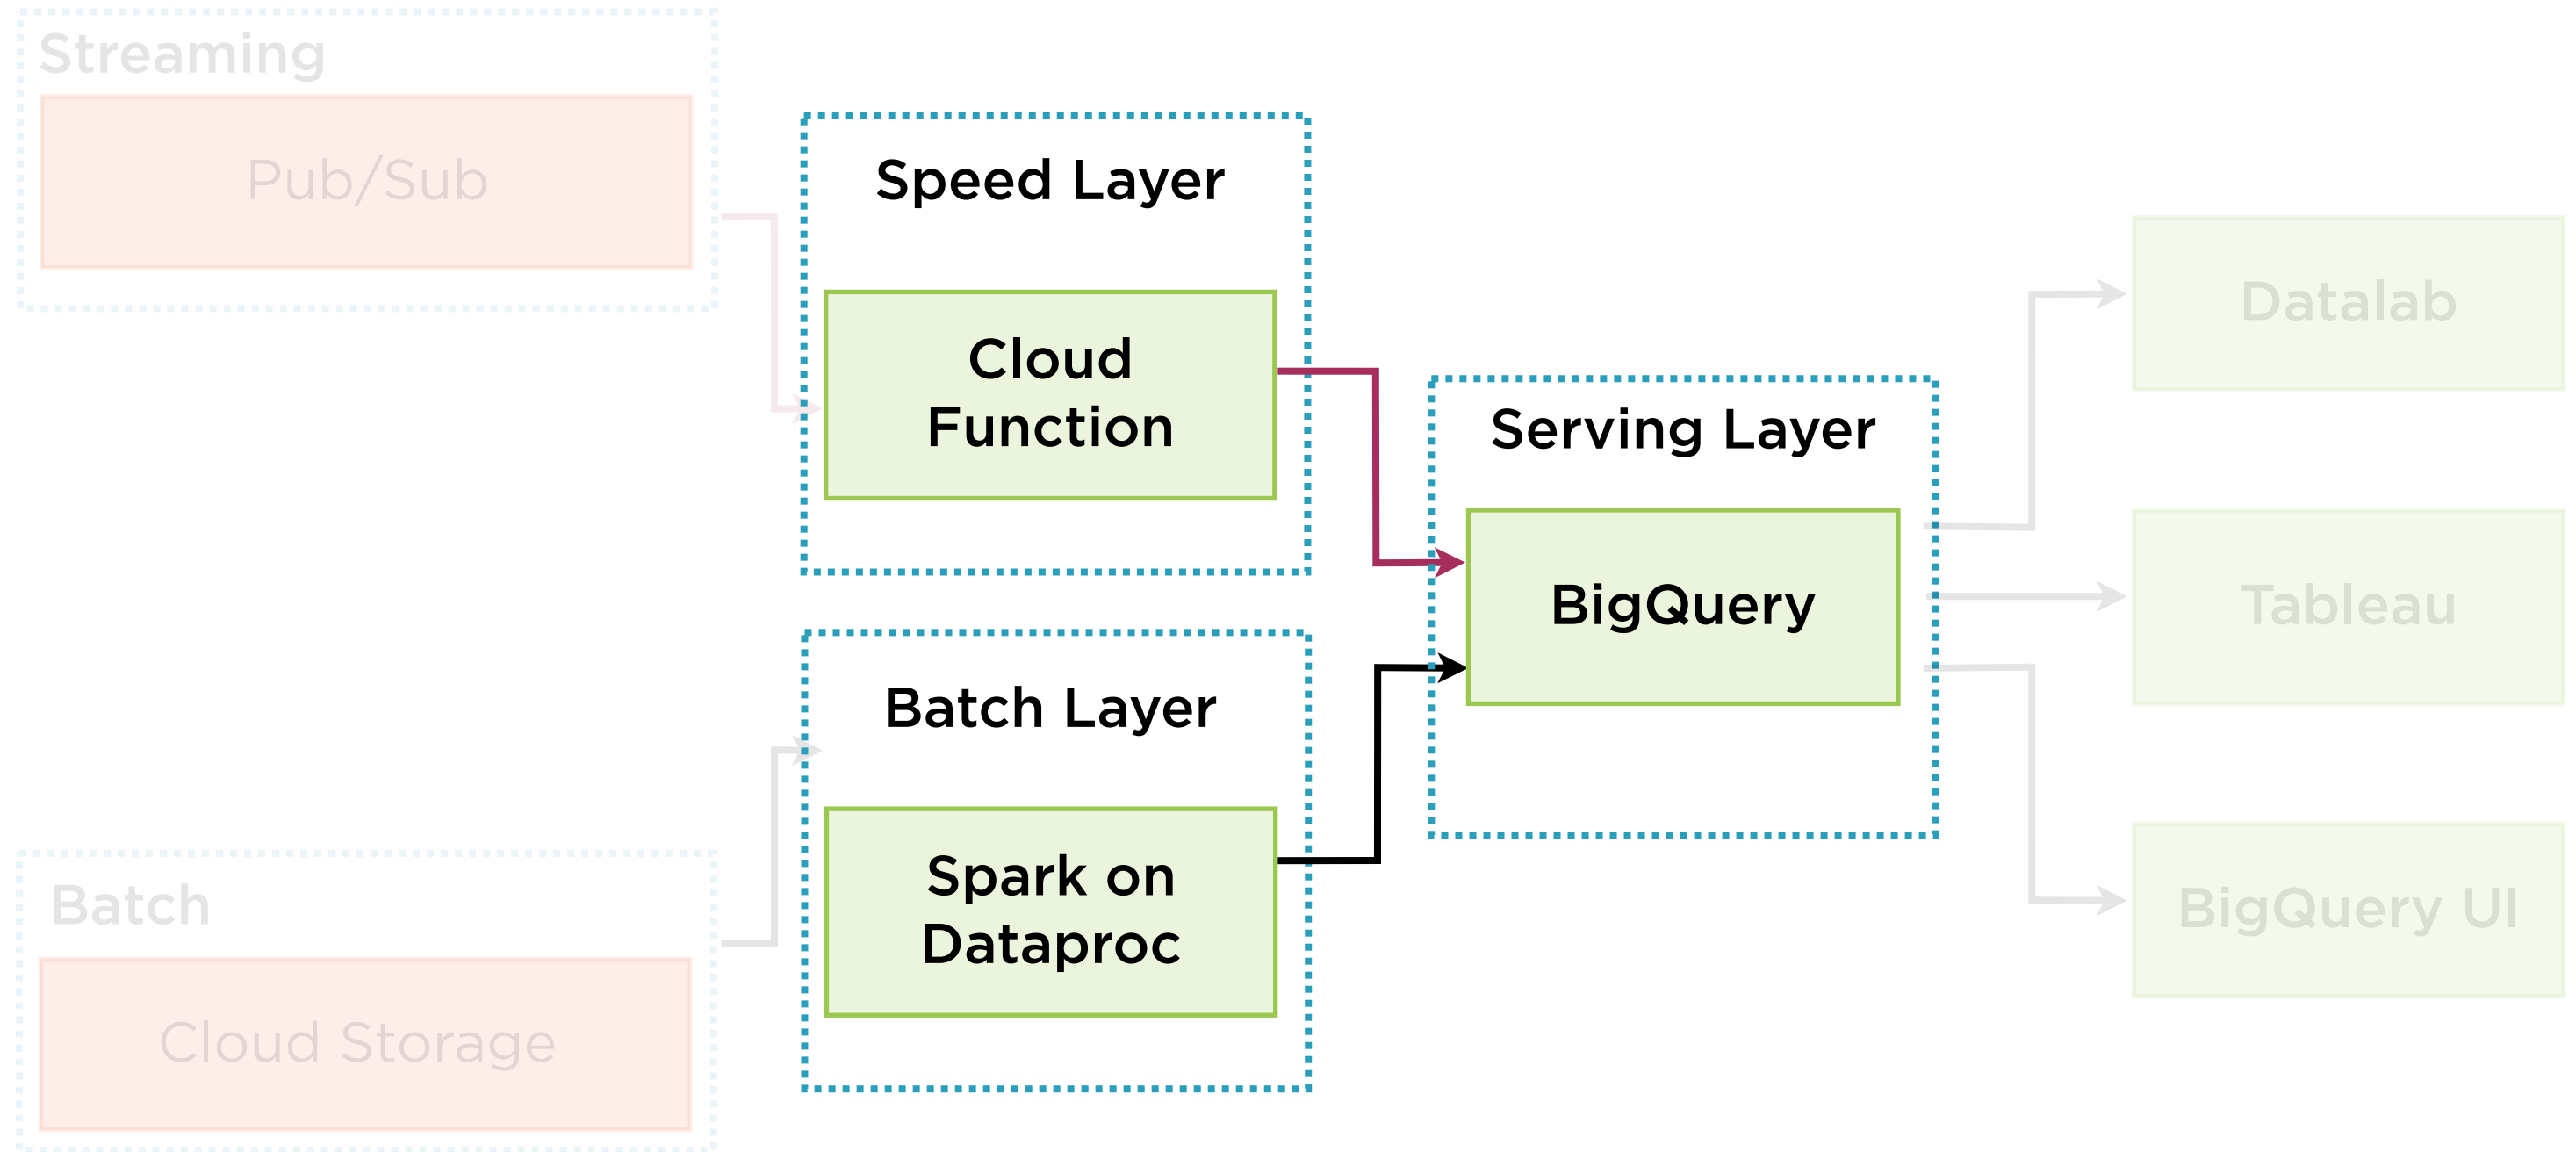 Streaming
Pub/Sub
Speed Layer
Cloud
Function
Batch Layer
Spark on
Dataproc
Batch
Cloud Storage
Serving Layer
BigQuery
Datalab
Tableau
BigQuery UI